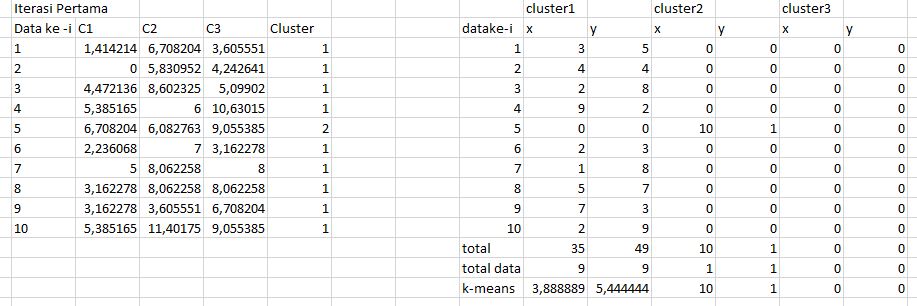 Iterasi Pertama cluster1 cluster2 cluster3
Data ke -i C1 C2 C3 Cluster datake-i x y x y x y
1 1,414214 6,708204 3,605551 1 1 3 5 0 0 0 0
2 0 5,830952 4,242641 1 2 4 4 0 0 0 0
3 4,472136 8,602325 5,09902 1 3 2 8 0 0 0 0
4 5,385165 6 10,63015 1 4 9 2 0 0 0 0
5 6,708204 6,082763 9,055385 2 5 0 0 10 1 0 0
6 2,236068 7 3,162278 1 6 2 3 0 0 0 0
7 5 8,062258 8 1 7 1 8 0 0 0 0
8 3,162278 8,062258 8,062258 1 8 5 7 0 0 0 0
9 3,162278 3,605551 6,708204 1 9 7 3 0 0 0 0
10 5,385165 11,40175 9,055385 1 10 2 9 0 0 0 0
total 35 49 10 1 0 0
total data 9 9 1 1 0 0
k-means 3,888889 5,444444 10 1 0 0